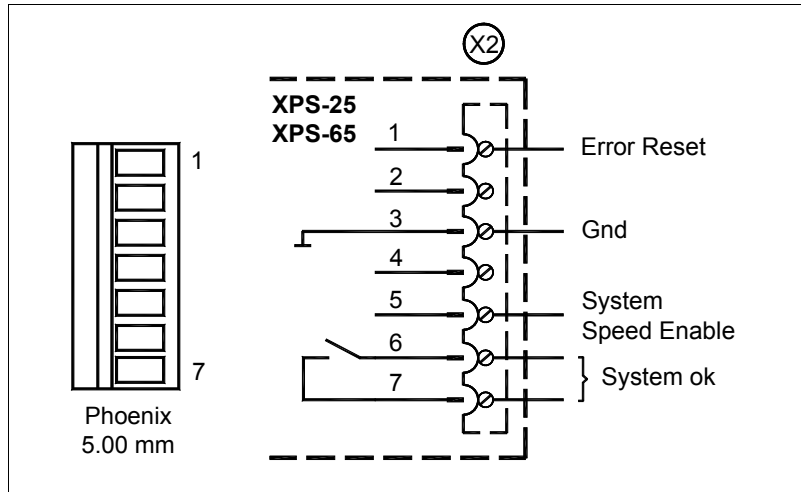 X2
XPS-25
XPS-65
1
Error Reset
1
2
3
Gnd
4
5
System
Speed Enable
6
7
System ok
7
Phoenix
5.00 mm